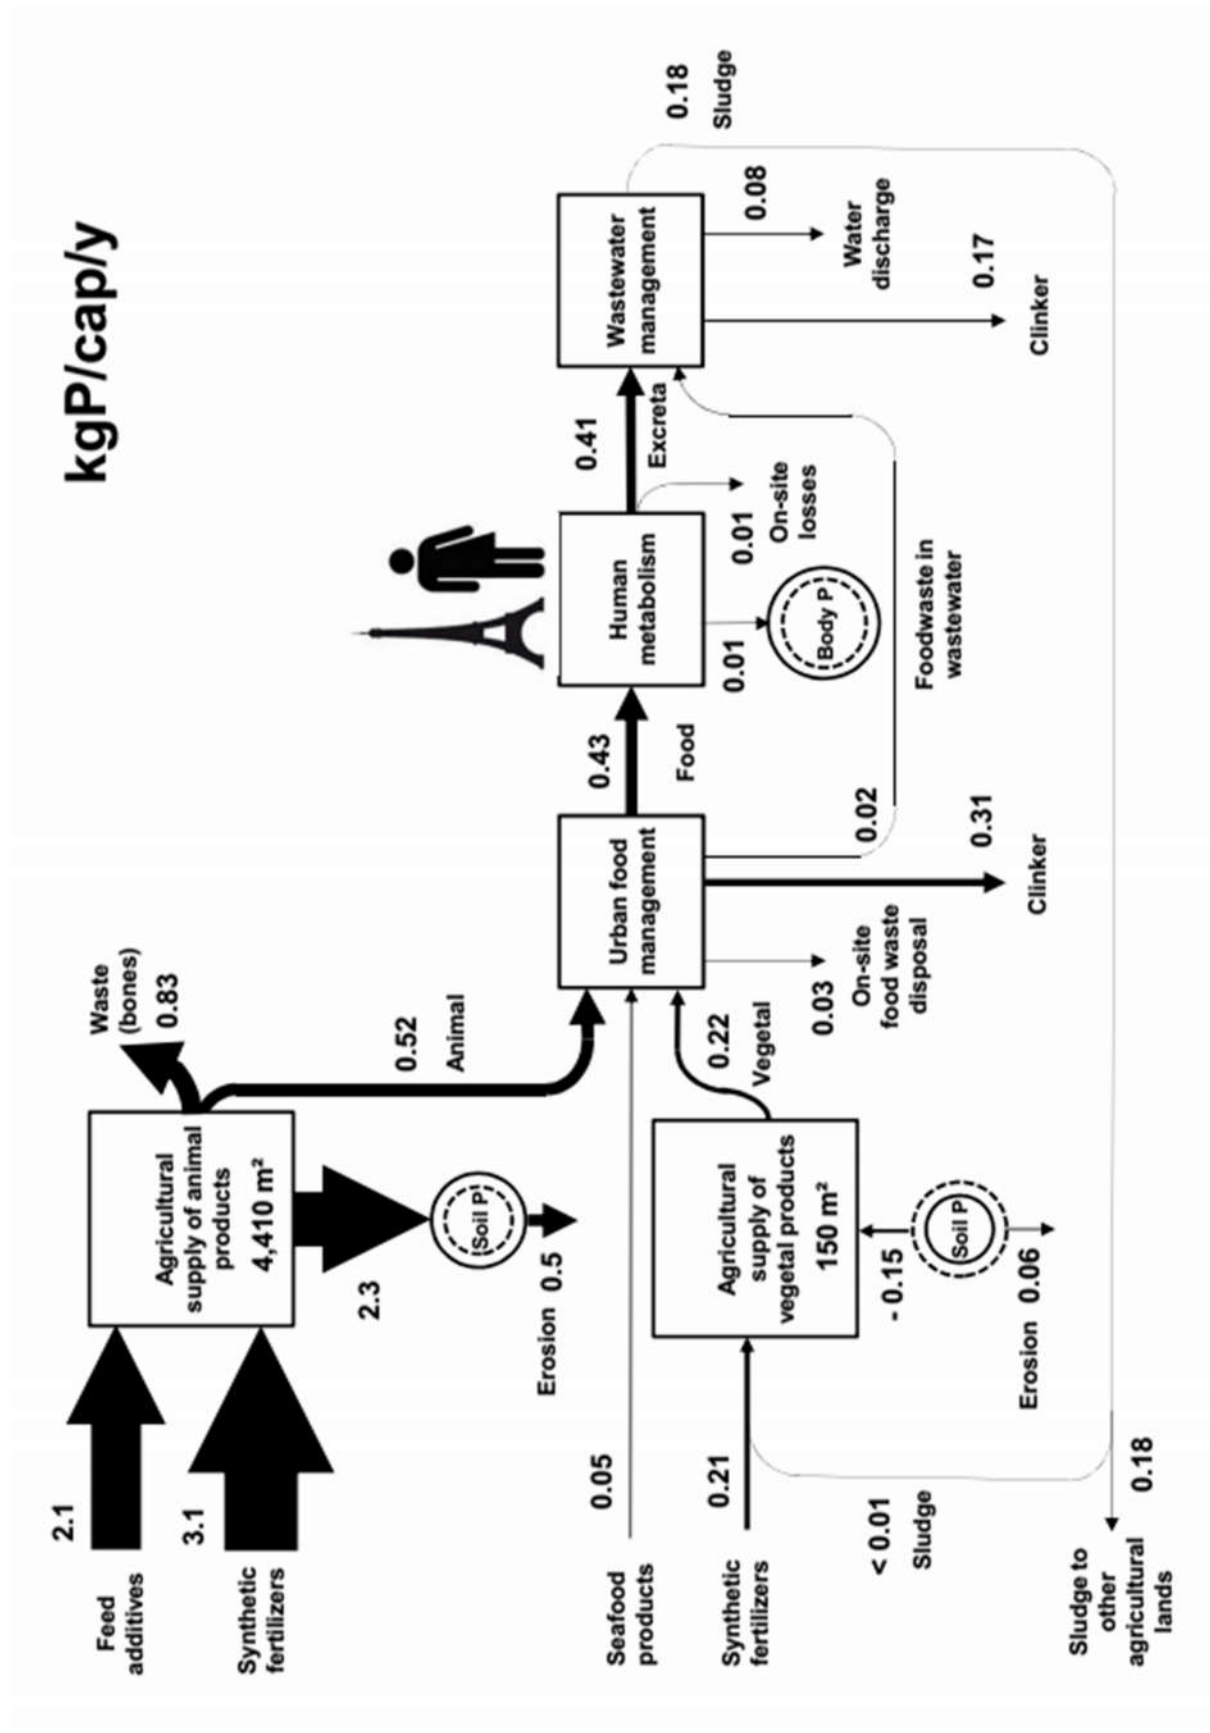 kgP/cap/y
Waste
(bones)
0.83
2.1
Feed
additives
3.1
Synthetic
fertilizers
Agricultural
supply of animal
products
4,410 m²
2.3
Soil P
Erosion 0.5
0.52
Animal
0.05
Seafood
products
0.21
Synthetic
fertilizers
< 0.01
Sludge
Agricultural
supply of
vegetal products
150 m²
- 0.15
Soil P
Erosion 0.06
0.22
Vegetal
Urban food
management
0.03
On-site
food waste
disposal
0.31
Clinker
0.02
Foodwaste in
wastewater
0.43
Food
Human
metabolism
0.01
Body P
0.01
On-site
losses
0.41
Excreta
Wastewater
management
0.17
Clinker
0.08
Water
discharge
0.18
Sludge
Sludge to
other
agricultural
lands
0.18